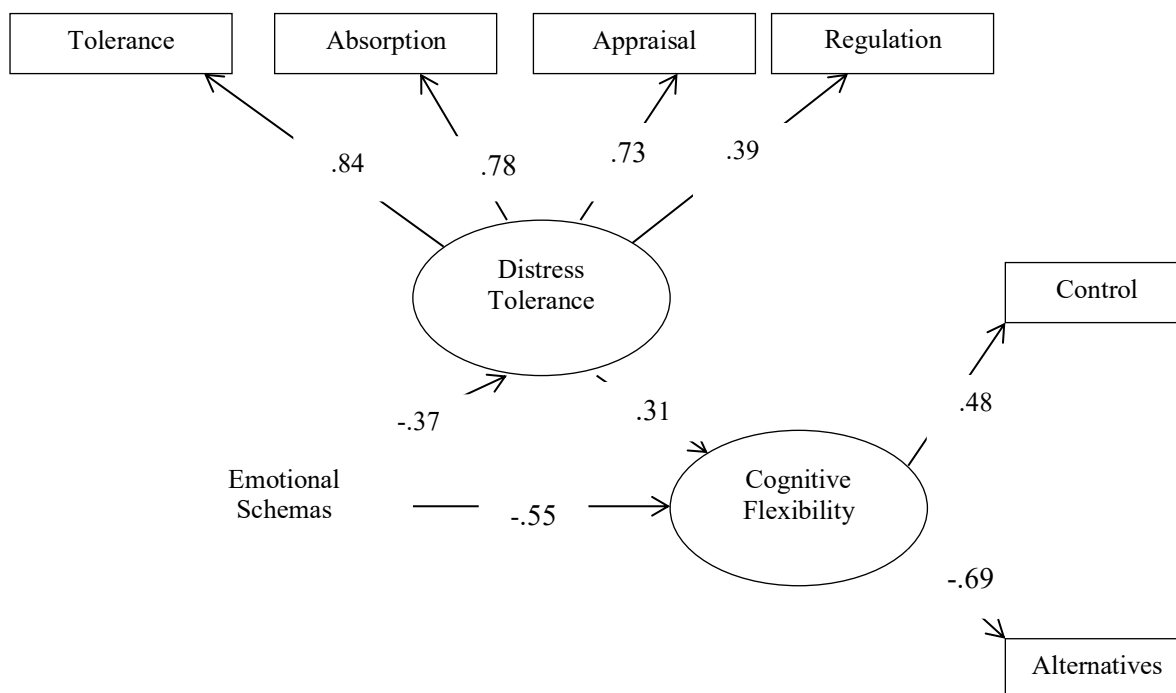 Tolerance
Absorption
Appraisal
Regulation
.84
.78
.73
.39
Distress
Tolerance
Control
-.37
.31
.48
Emotional
Schemas
-.55
Cognitive
Flexibility
-.69
Alternatives